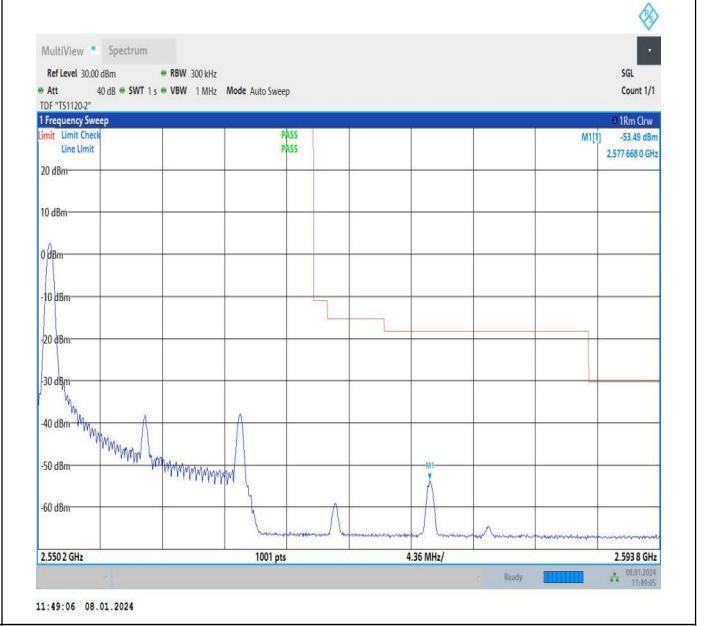 R&S
MultiView Spectrum
Ref Level 30.00 dBm RBW 300 kHz SGL
Att 40 dB SWT 1 s VBW 1 MHz Mode Auto Sweep Count 1/1
TDF "TS1120-2"
1 Frequency Sweep 1Rm Clrw
Limit Limit Check PASS M1[1] -53.49 dBm
Line Limit PASS 2.577 668 0 GHz
20 dBm
10 dBm
0 dBm
-10 dBm
-20 dBm
-30 dBm
-40 dBm
-50 dBm
M1
-60 dBm
2.550 2 GHz 1001 pts 4.36 MHz/ 2.593 8 GHz
Ready 08.01.2024
11:49:05
11:49:06 08.01.2024